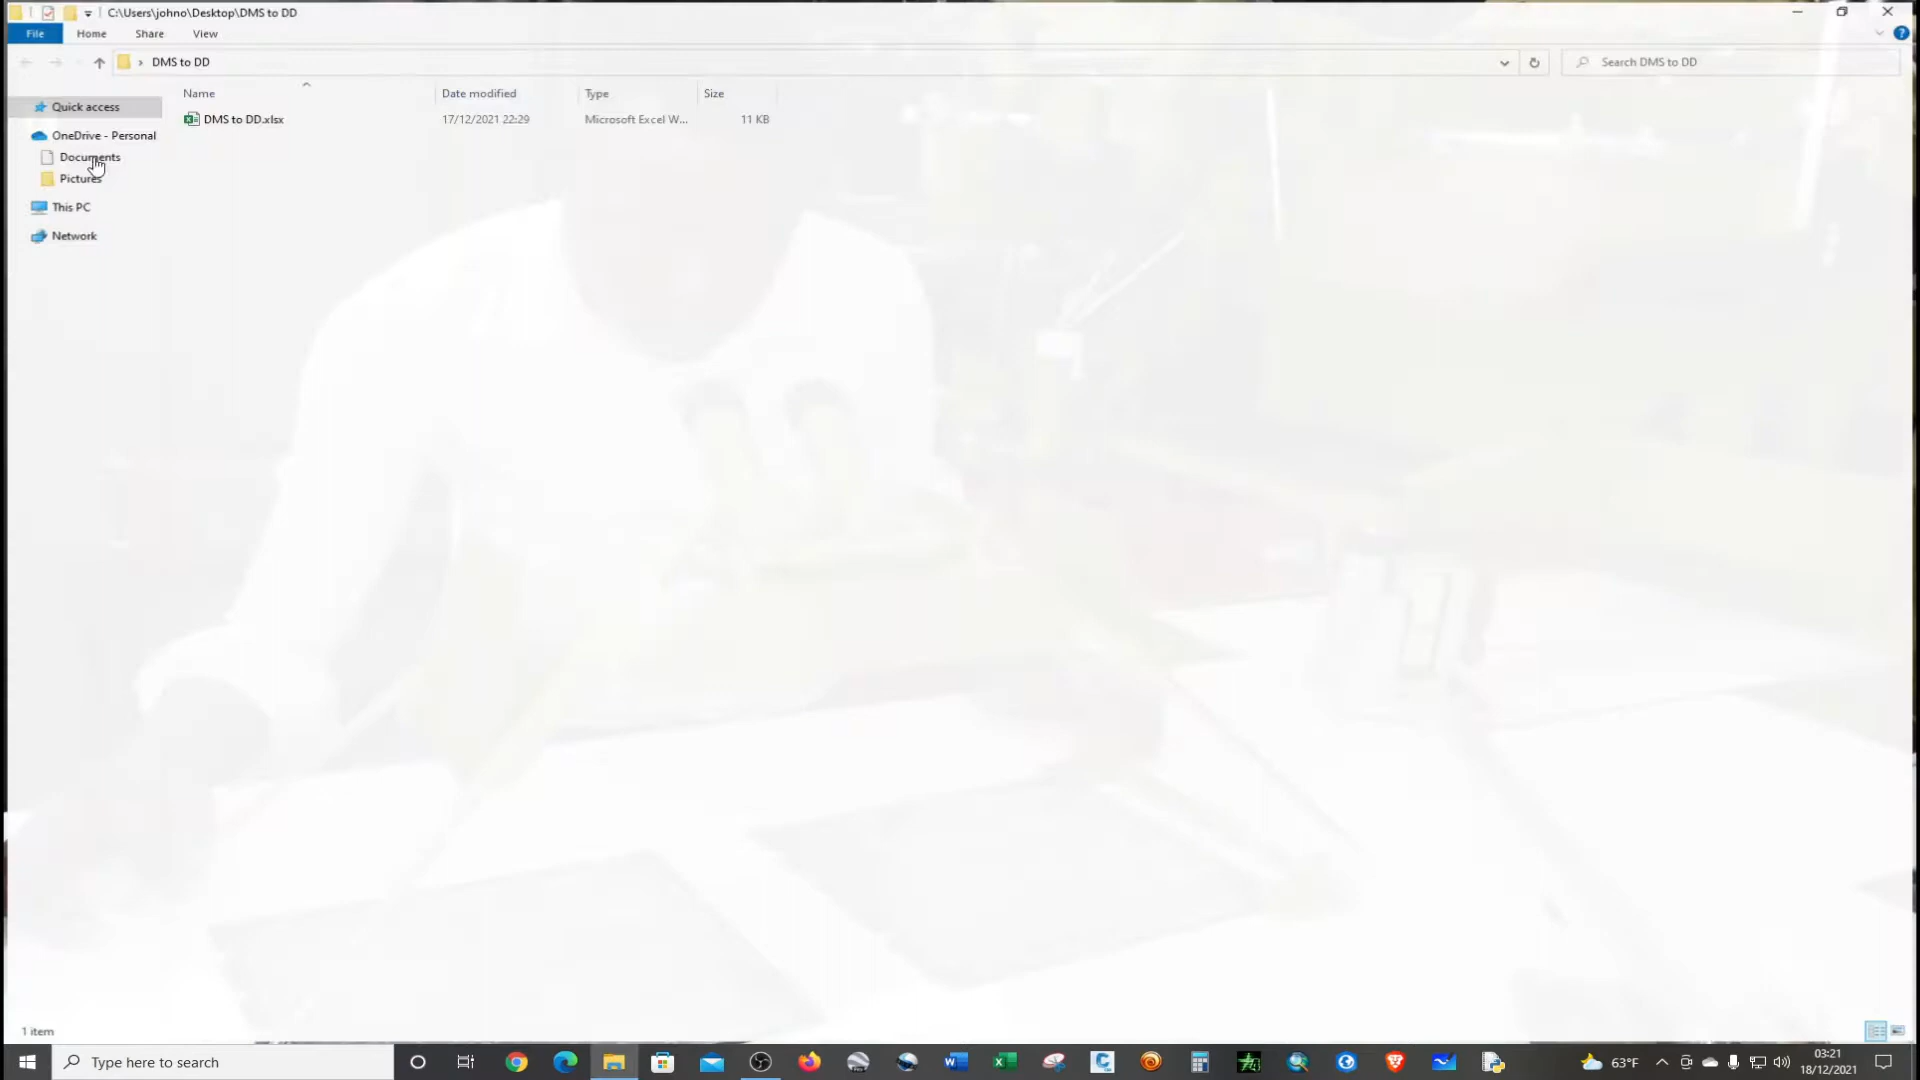 C:\Users\johno\Desktop\DMS to DD
File Home Share View
DMS to DD
Search DMS to DD
Name Date modified Type Size
Quick access
DMS to DD.xlsx 17/12/2021 22:29 Microsoft Excel W... 11 KB
OneDrive - Personal
Documents
Pictures
This PC
Network
1 item
Type here to search
63°F
03:21
18/12/2021